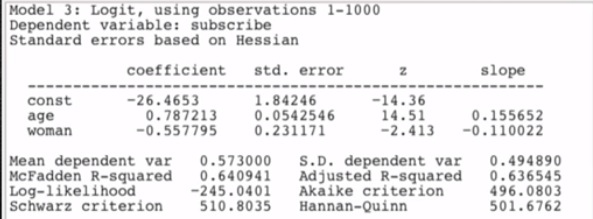 Model 3: Logit, using observations 1-1000
Dependent variable: subscribe
Standard errors based on Hessian
coefficient std. error z slope
const -26.4653 1.84246 -14.36
age 0.787213 0.0542546 14.51 0.155652
woman -0.557795 0.231171 -2.413 -0.110022
Mean dependent var 0.573000 S.D. dependent var 0.494890
McFadden R-squared 0.640941 Adjusted R-squared 0.636545
Log-likelihood -245.0401 Akaike criterion 496.0803
Schwarz criterion 510.8035 Hannan-Quinn 501.6762